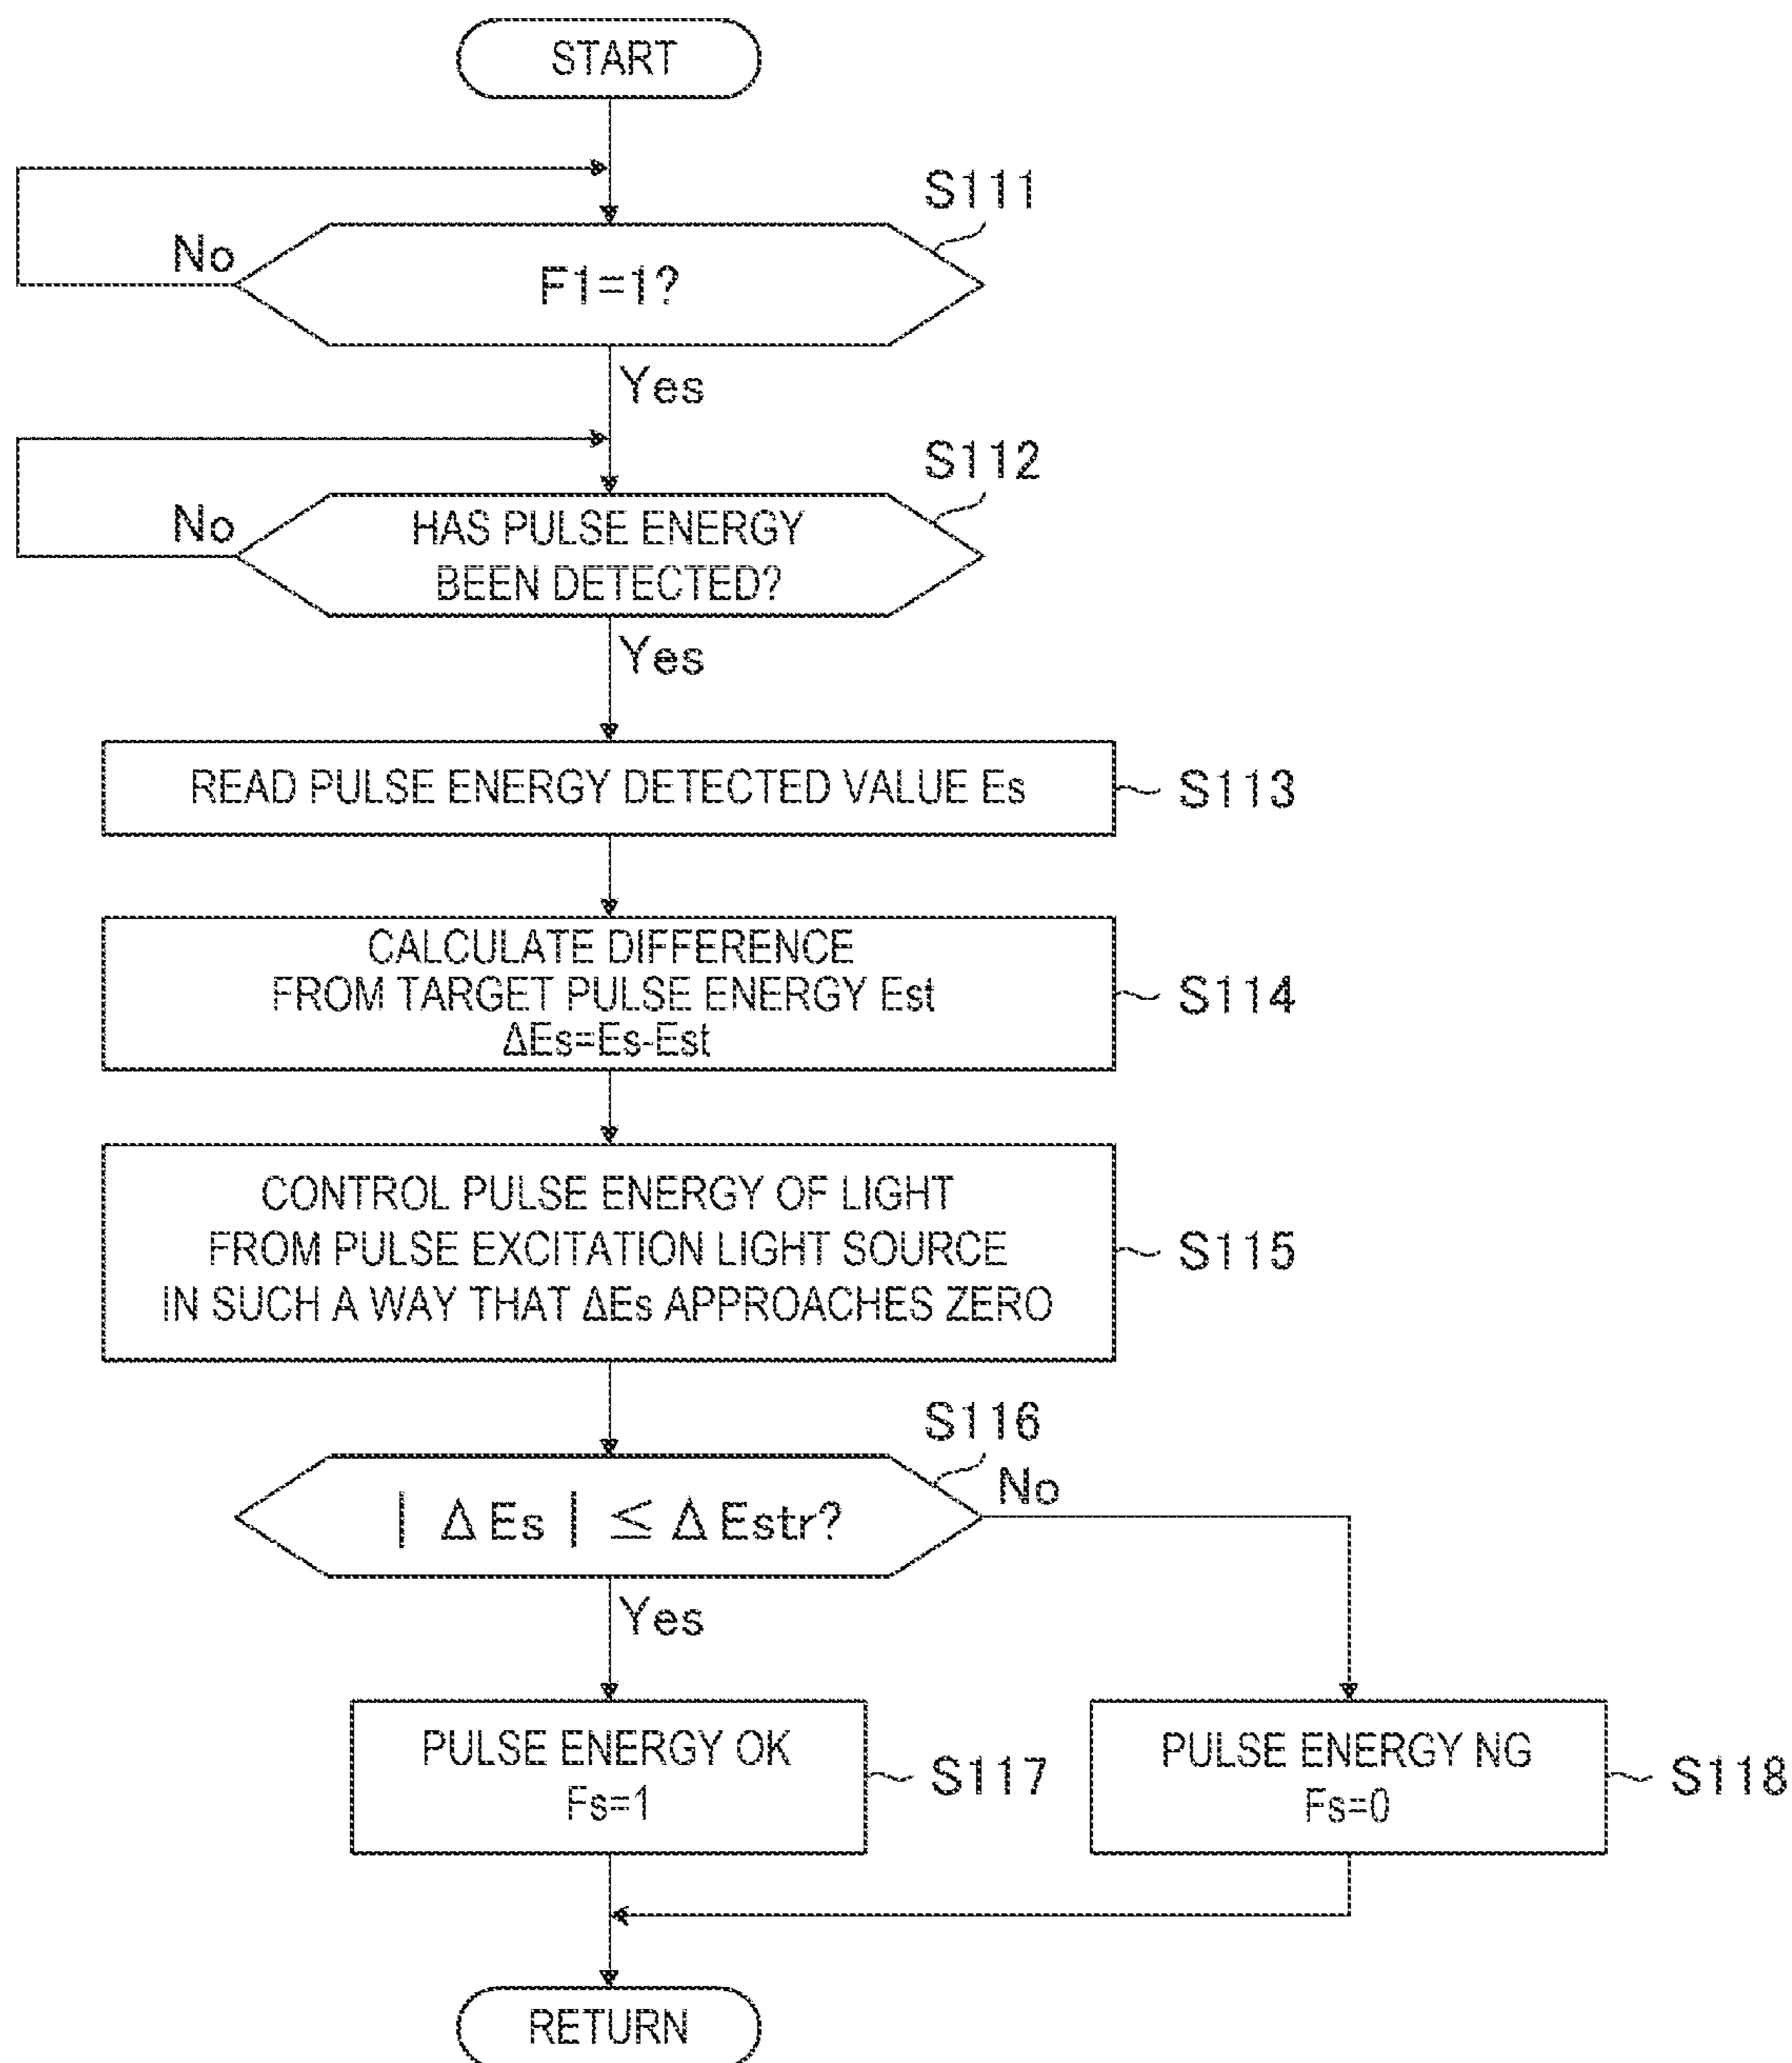 START
S111
No
F1=1?
Yes
S112
No
HAS PULSE ENERGY
BEEN DETECTED?
Yes
READ PULSE ENERGY DETECTED VALUE Es
S113
CALCULATE DIFFERENCE
FROM TARGET PULSE ENERGY Est
ΔEs=Es-Est
S114
CONTROL PULSE ENERGY OF LIGHT
FROM PULSE EXCITATION LIGHT SOURCE
IN SUCH A WAY THAT ΔEs APPROACHES ZERO
S115
S116
No
| ΔEs | ≤ ΔEstr?
Yes
PULSE ENERGY OK
Fs=1
S117
PULSE ENERGY NG
Fs=0
S118
RETURN